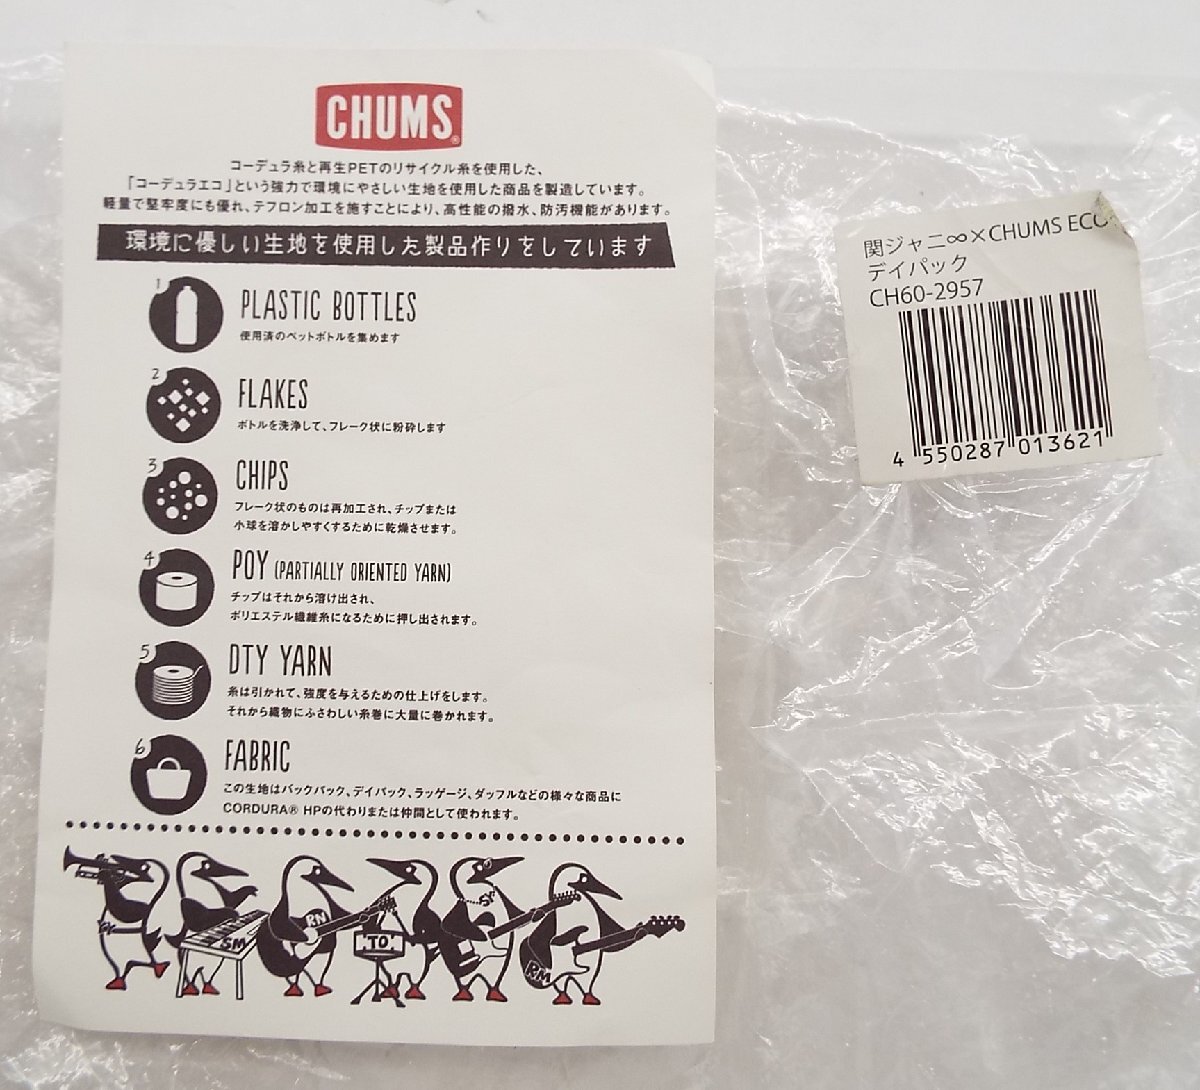 CHUMS®
コーデュラ糸と再生PETのリサイクル糸を使用した、
「コーデュラエコ」という強力で環境にやさしい生地を使用した商品を製造しています。
軽量で堅牢度にも優れ、テフロン加工を施すことにより、高性能の撥水、防汚機能があります。
環境に優しい生地を使用した製品作りをしています
1
PLASTIC BOTTLES
使用済のペットボトルを集めます
2
FLAKES
ボトルを洗浄して、フレーク状に粉砕します
3
CHIPS
フレーク状のものは再加工され、チップまたは
小球を溶かしやすくするために乾燥させます。
4
POY (PARTIALLY ORIENTED YARN)
チップはそれから溶け出され、
ポリエステル繊維糸になるために押し出されます。
5
DTY YARN
糸は引かれて、強度を与えるための仕上げをします。
それから織物にふさわしい糸巻に大量に巻かれます。
6
FABRIC
この生地はバックパック、デイパック、ラッゲージ、ダッフルなどの様々な商品に
CORDURA® HPの代わりまたは仲間として使われます。
SM
RN
TO
SY
RM
関ジャニ∞×CHUMS ECO
デイパック
CH60-2957
4 550287 013621